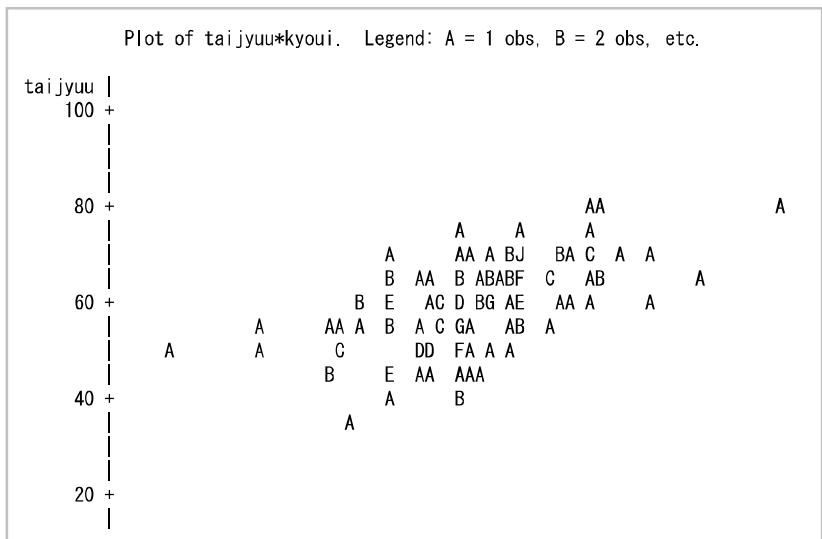 Plot of taijyuu*kyoui.  Legend: A = 1 obs, B = 2 obs, etc.
taijyuu |
100 +
|
|
|
80 +                                                AA                 A
|                                   A     A      A
|                            A      AA A BJ   BA C  A  A
|                            B  AA  B ABABF  C   AB         A
60 +                         B  E   AC D BG AE   AA A     A
|               A      AA A  B  A C GA   AB  A
|      A        A       C       DD  FA A A
|                      B     E  AA  AAA
40 +                            A      B
|                        A
|
|
20 +
|